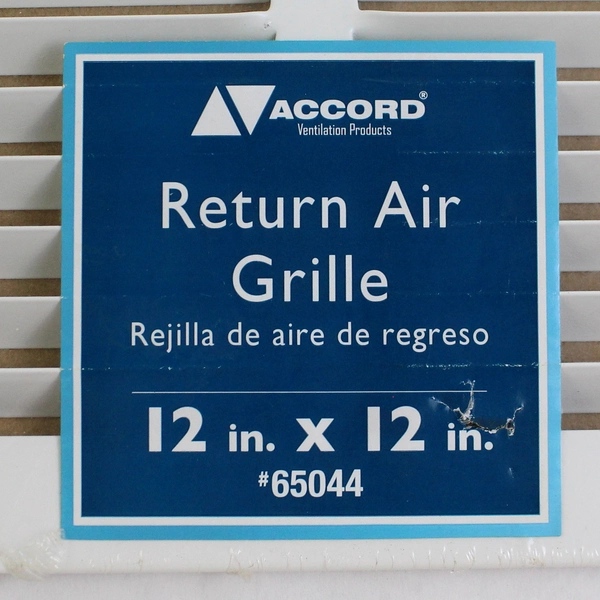 ACCORD®
Ventilation Products
Return Air
Grille
Rejilla de aire de regreso
12 in. x 12 in.
#65044